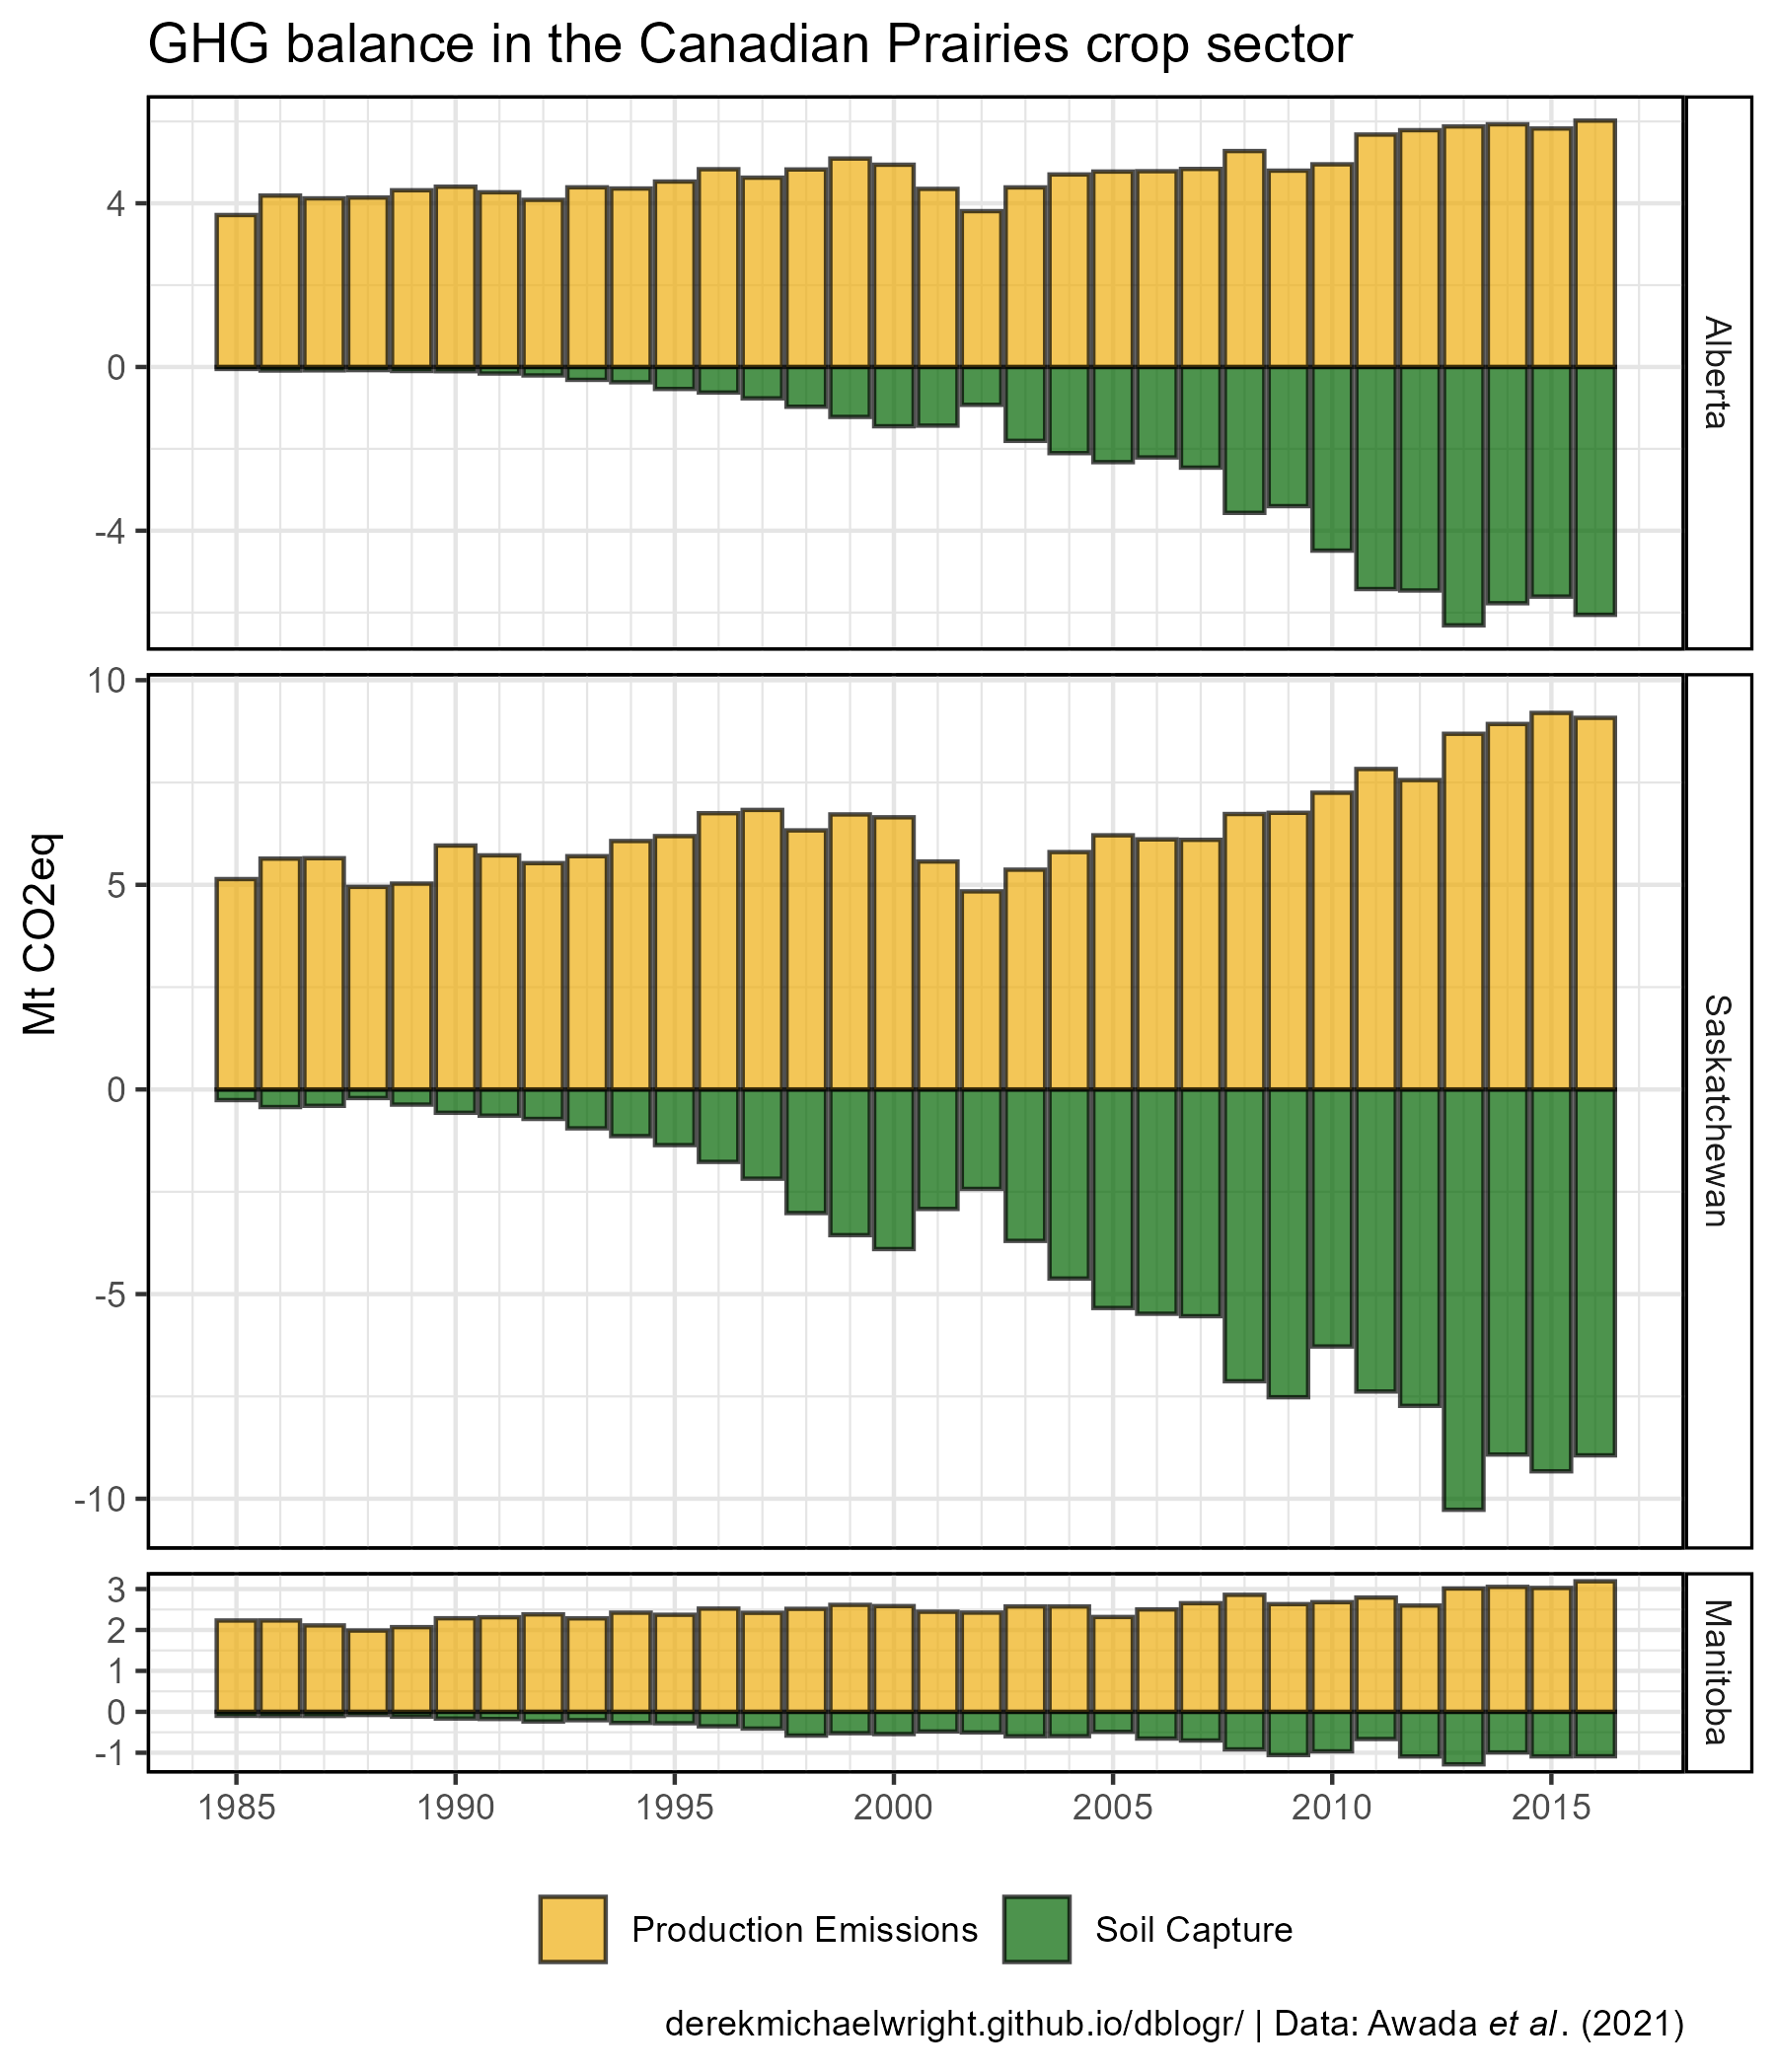 GHG balance in the Canadian Prairies crop sector
Mt CO2eq
4
0
-4
Alberta
10
5
0
-5
-10
Saskatchewan
3
2
1
0
-1
Manitoba
1985 1990 1995 2000 2005 2010 2015
Production Emissions Soil Capture
derekmichaelwright.github.io/dblogr/ | Data: Awada et al. (2021)